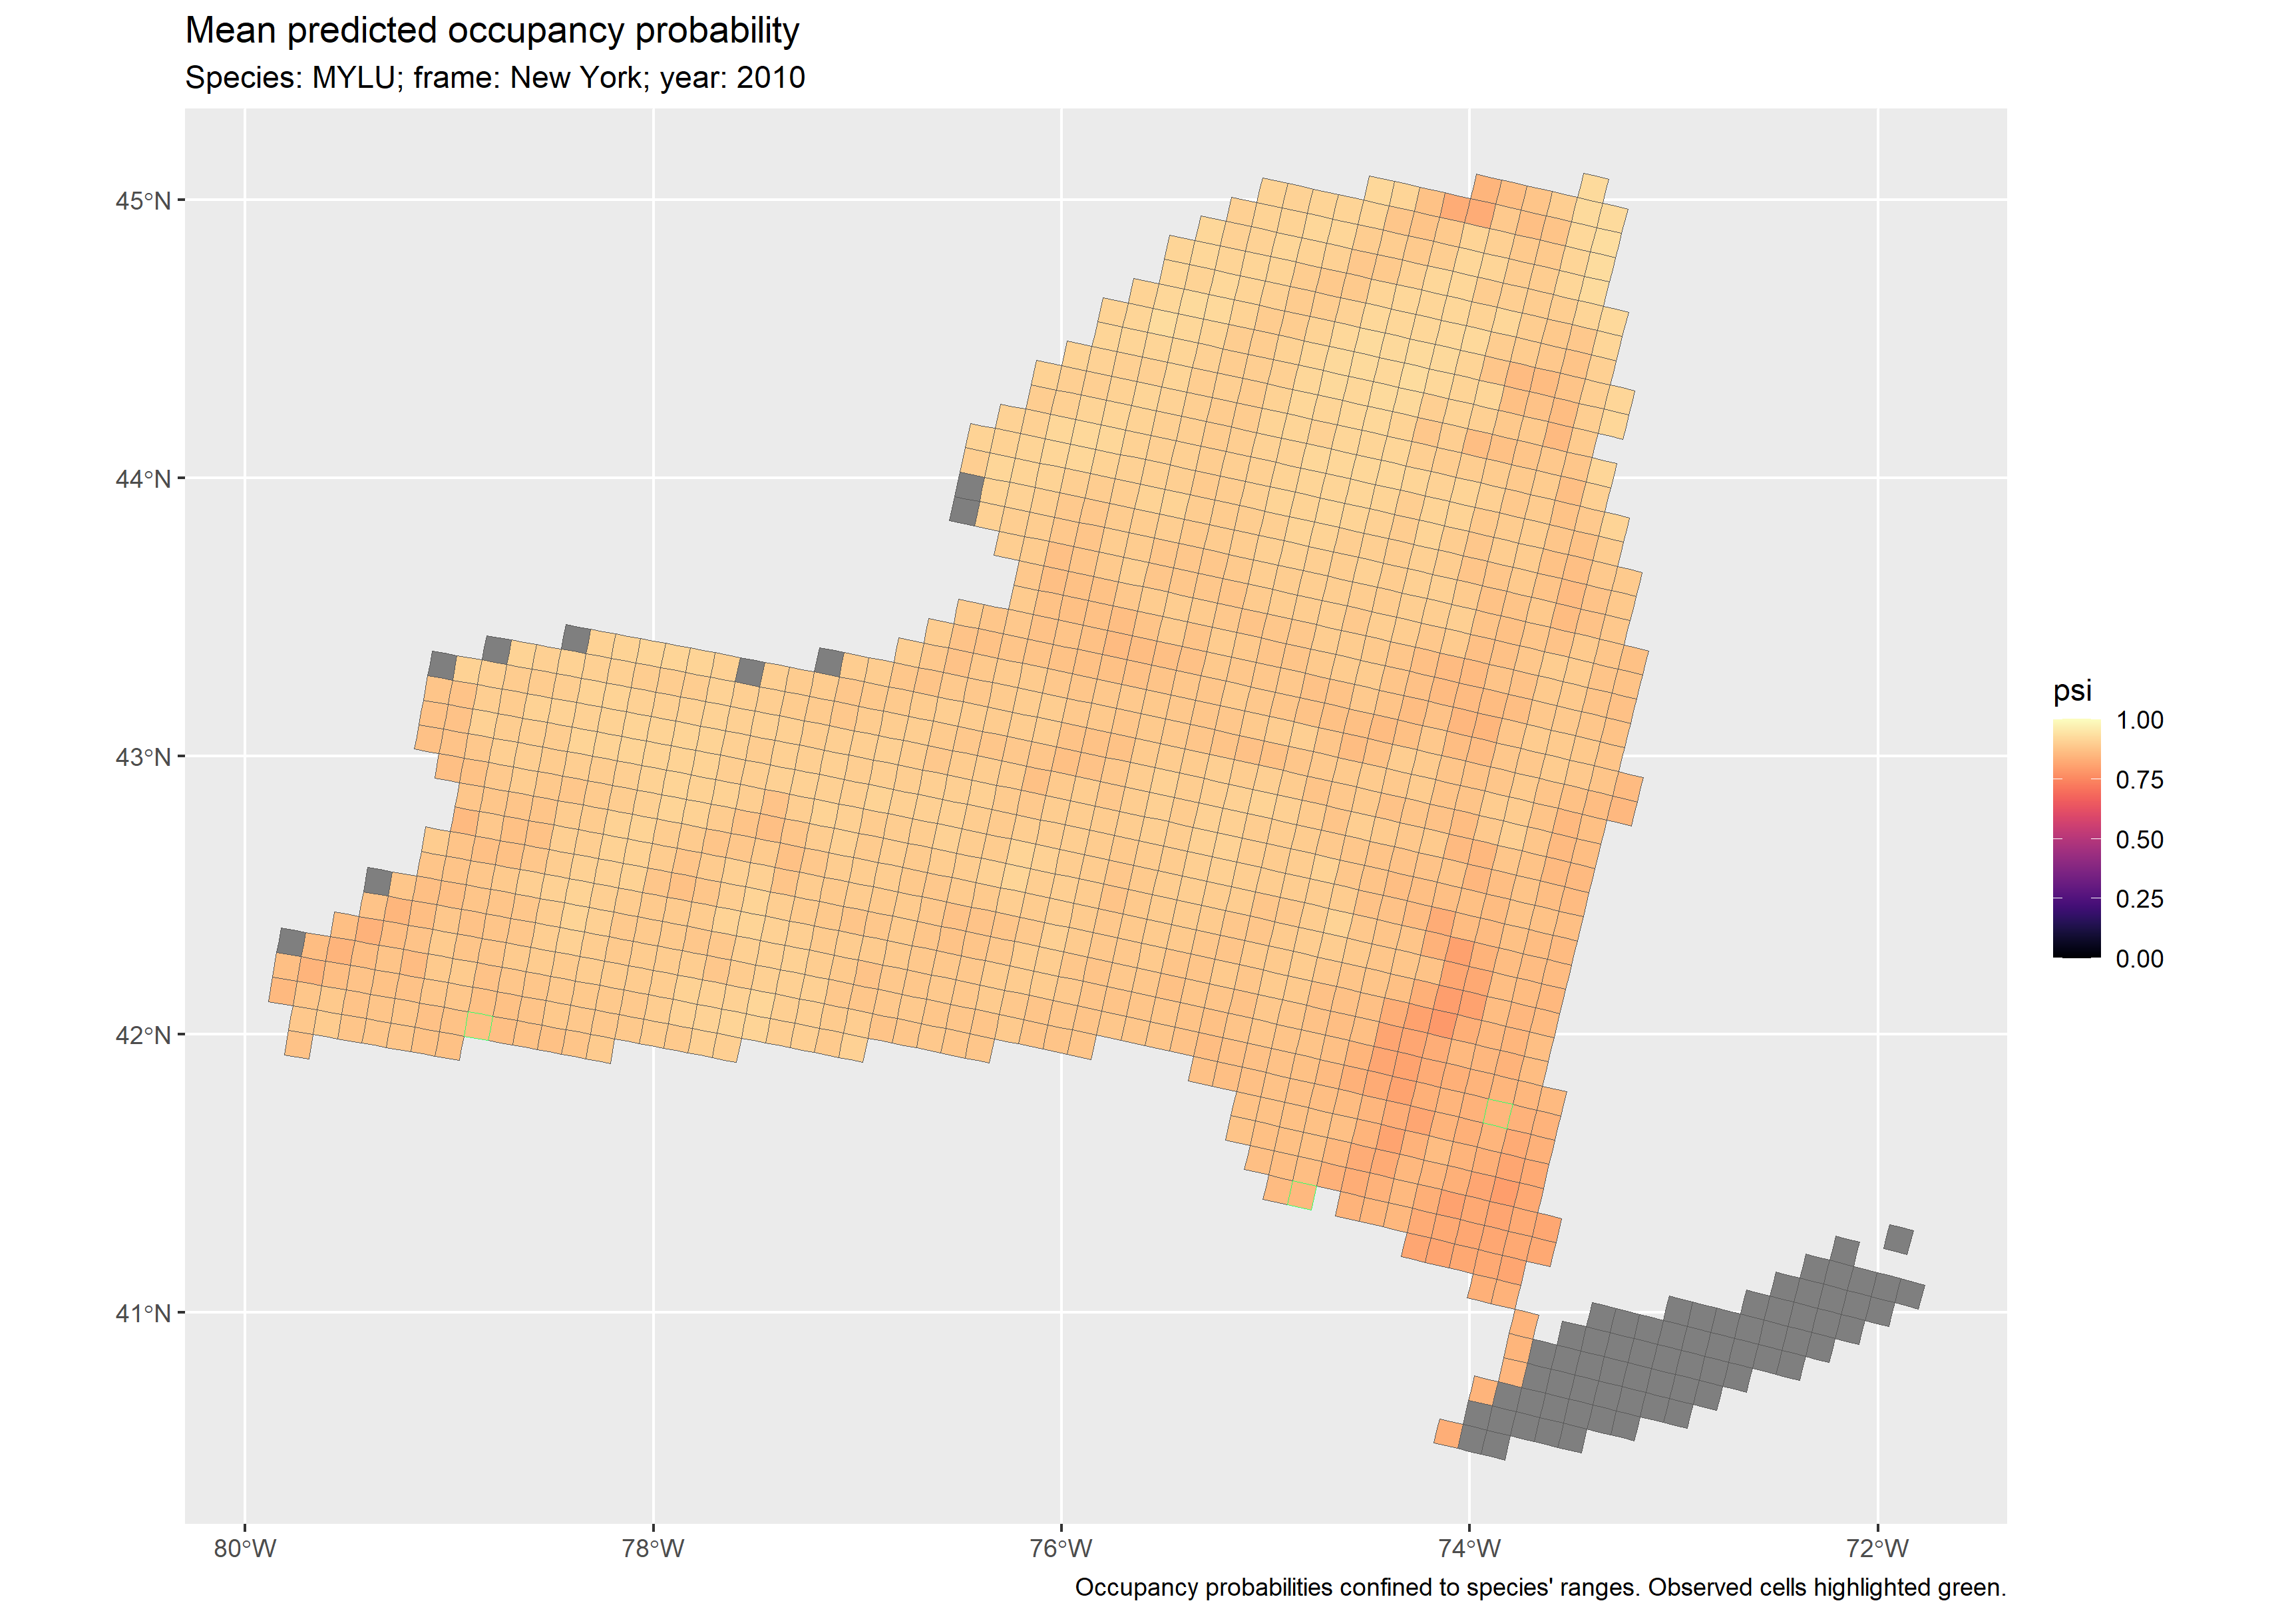 Mean predicted occupancy probability
Species: MYLU; frame: New York; year: 2010
45°N
44°N
43°N
42°N
41°N
80°W
78°W
76°W
74°W
72°W
psi
1.00
0.75
0.50
0.25
0.00
Occupancy probabilities confined to species' ranges. Observed cells highlighted green.